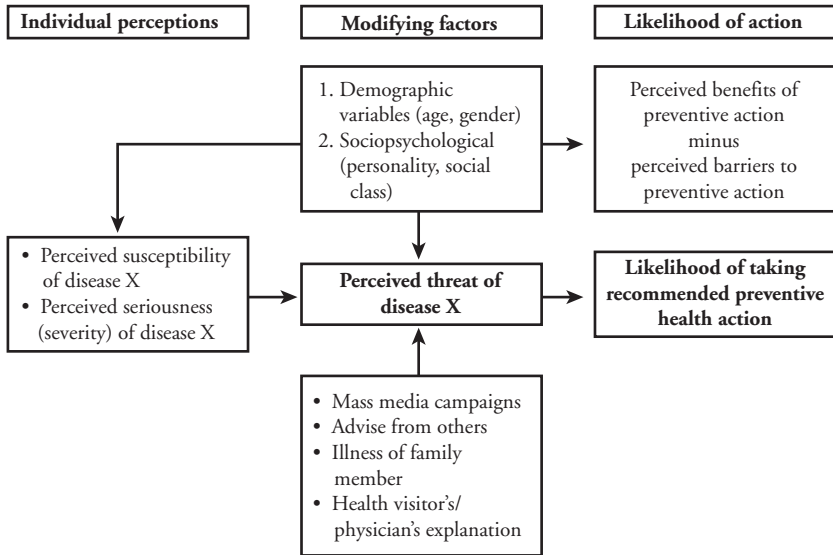 Individual perceptions
Modifying factors
Likelihood of action
1. Demographic
variables (age, gender)
2. Sociopsychological
(personality, social
class)
Perceived benefits of
preventive action
minus
perceived barriers to
preventive action
• Perceived susceptibility
of disease X
• Perceived seriousness
(severity) of disease X
Perceived threat of
disease X
Likelihood of taking
recommended preventive
health action
• Mass media campaigns
• Advise from others
• Illness of family
member
• Health visitor’s/
physician’s explanation